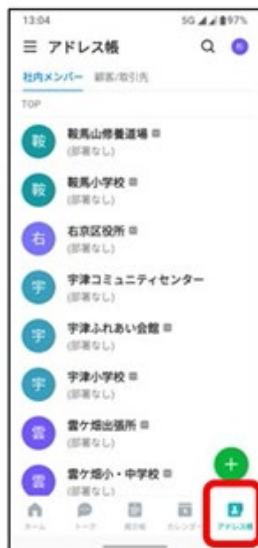 13:04 5G 97%
アドレス帳 鞍
社内メンバー 顧客/取引先
TOP
鞍 鞍馬山修養道場
(部署なし)
鞍 鞍馬小学校
(部署なし)
右 右京区役所
(部署なし)
宇 宇津コミュニティセンター
(部署なし)
宇 宇津ふれあい会館
(部署なし)
宇 宇津小学校
(部署なし)
雲 雲ケ畑出張所
(部署なし)
雲 雲ケ畑小・中学校
(部署なし)
ホーム トーク 掲示板 カレンダー アドレス帳